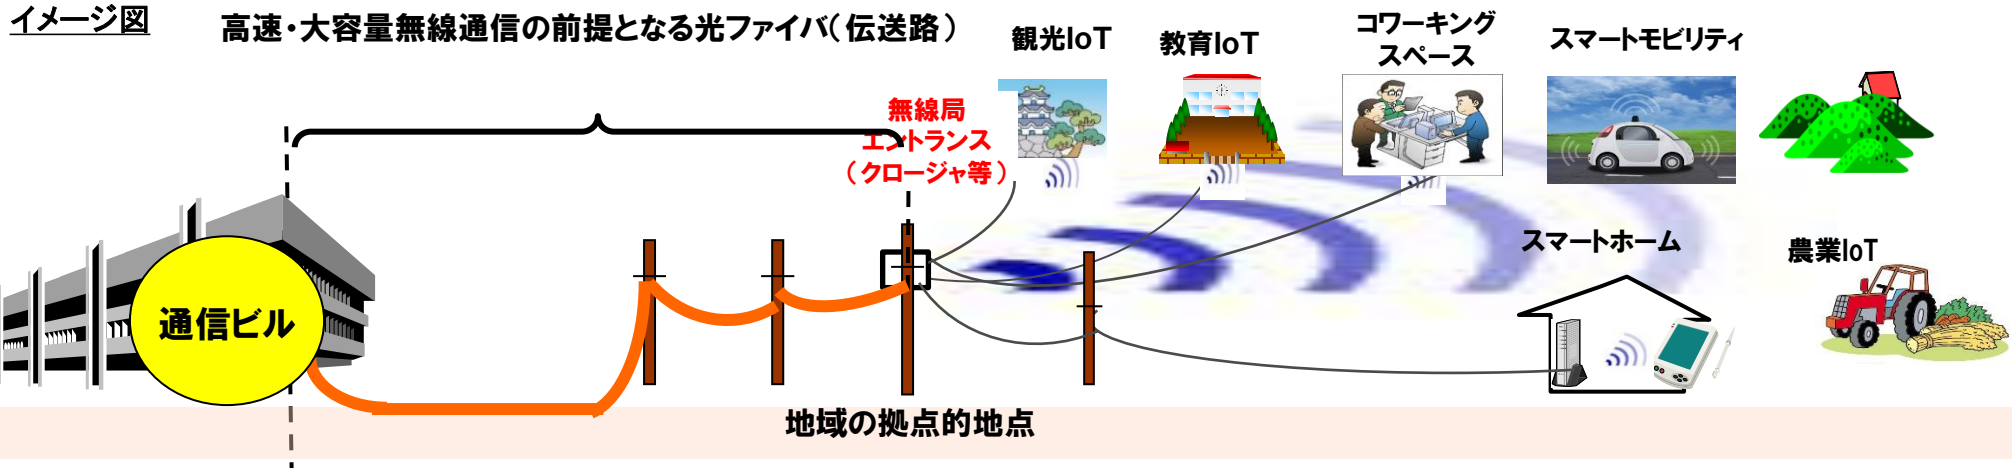 イメージ図
高速・大容量無線通信の前提となる光ファイバ（伝送路）
観光IoT
教育IoT
コワーキング
スペース
スマートモビリティ
無線局
エントランス
（クロージャ等）
スマートホーム
農業IoT
通信ビル
地域の拠点的地点